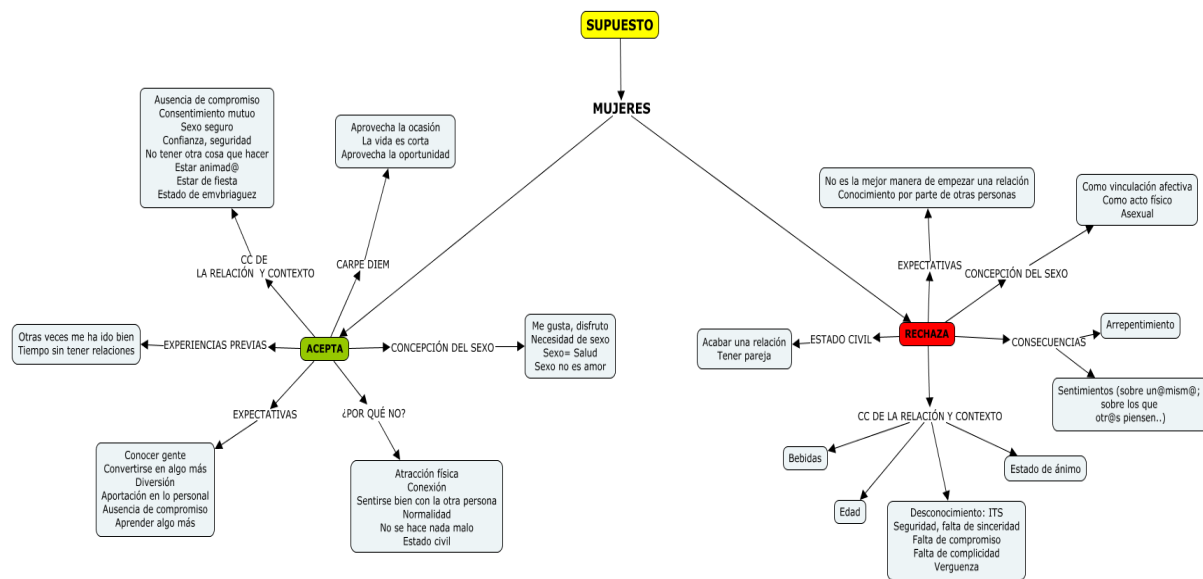 SUPUESTO
MUJERES
Ausencia de compromiso
Consentimiento mutuo
Sexo seguro
Confianza, seguridad
No tener otra cosa que hacer
Estar animad@
Estar de fiesta
Estado de emvbriaguez
Aprovecha la ocasión
La vida es corta
Aprovecha la oportunidad
CC DE
LA RELACIÓN Y CONTEXTO
CARPE DIEM
Otras veces me ha ido bien
Tiempo sin tener relaciones
EXPERIENCIAS PREVIAS
ACEPTA
CONCEPCIÓN DEL SEXO
Me gusta, disfruto
Necesidad de sexo
Sexo= Salud
Sexo no es amor
EXPECTATIVAS
¿POR QUÉ NO?
Conocer gente
Convertirse en algo más
Diversión
Aportación en lo personal
Ausencia de compromiso
Aprender algo más
Atracción física
Conexión
Sentirse bien con la otra persona
Normalidad
No se hace nada malo
Estado civil
No es la mejor manera de empezar una relación
Conocimiento por parte de otras personas
Como vinculación afectiva
Como acto físico
Asexual
EXPECTATIVAS
CONCEPCIÓN DEL SEXO
Acabar una relación
Tener pareja
ESTADO CIVIL
RECHAZA
CONSECUENCIAS
Arrepentimiento
Sentimientos (sobre un@mism@;
sobre los que
otr@s piensen..)
CC DE LA RELACIÓN Y CONTEXTO
Bebidas
Edad
Desconocimiento: ITS
Seguridad, falta de sinceridad
Falta de compromiso
Falta de complicidad
Verguenza
Estado de ánimo